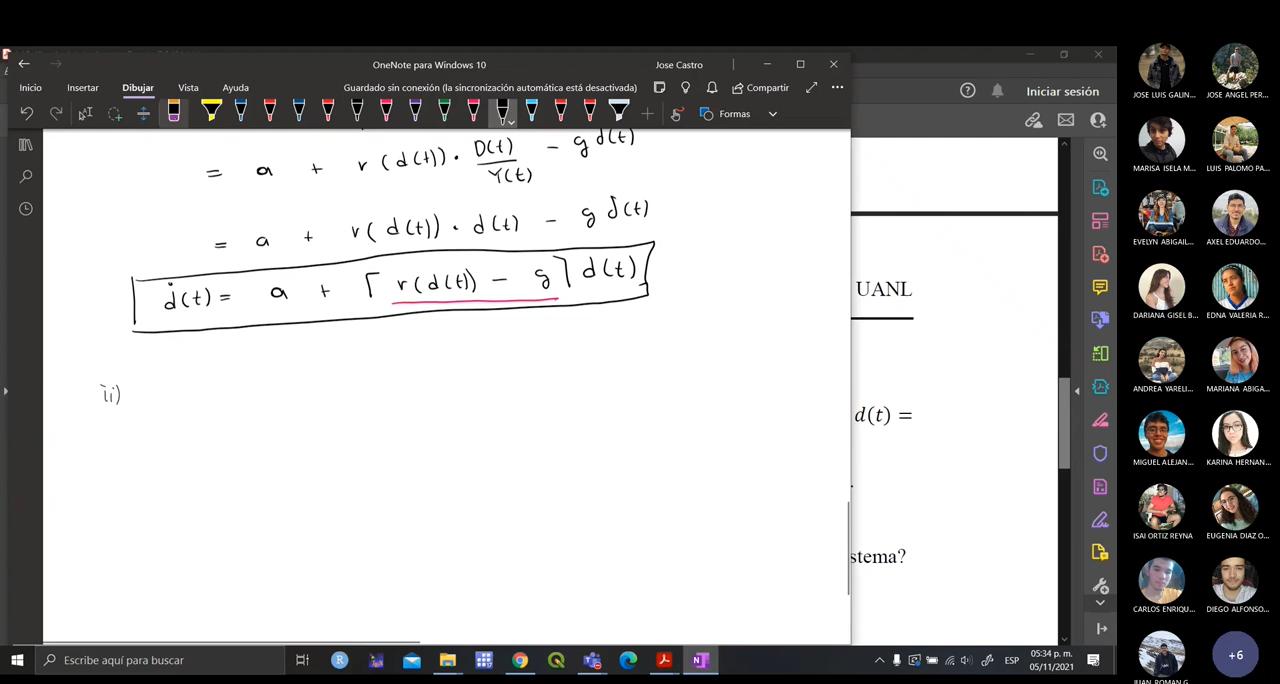 OneNote para Windows 10
Jose Castro
Inicio Insertar Dibujar Vista Ayuda
Guardado sin conexión (la sincronización automática está desactivada)
Compartir
Formas
Iniciar sesión
= a + r(d(t)) · D(t)/Y(t) - g d(t)
= a + r(d(t)) · d(t) - g d(t)
ḋ(t) = a + [r(d(t)) - g] d(t)
ii)
UANL
d(t) =
stema?
JOSE LUIS GALIN...
JOSE ANGEL PER...
MARISA ISELA M...
LUIS PALOMO PA...
EVELYN ABIGAIL...
AXEL EDUARDO...
DARIANA GISEL B...
EDNA VALERIA R...
ANDREA YARELI...
MARIANA ABIGA...
MIGUEL ALEJAN...
KARINA HERNAN...
ISAI ORTIZ REYNA
EUGENIA DIAZ O...
CARLOS ENRIQU...
DIEGO ALFONSO...
JUAN ROMAN G
+6
Escribe aquí para buscar
ESP
05:34 p. m.
05/11/2021